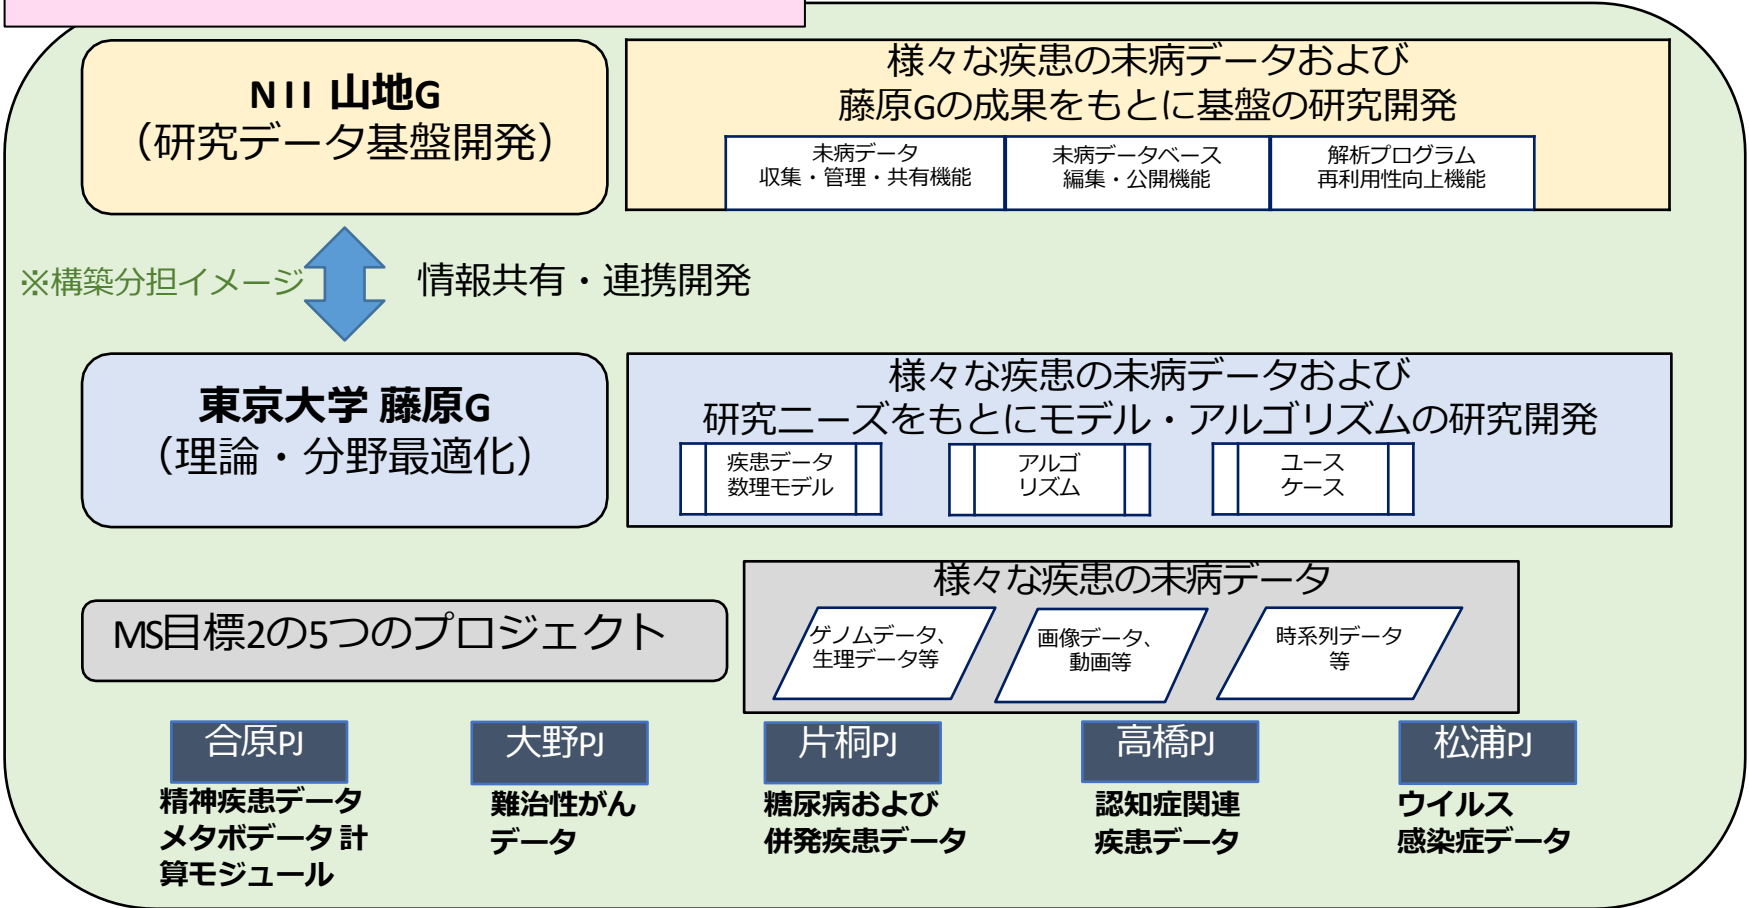 NII 山地G
（研究データ基盤開発）
様々な疾患の未病データおよび
藤原Gの成果をもとに基盤の研究開発
未病データ
収集・管理・共有機能
未病データベース
編集・公開機能
解析プログラム
再利用性向上機能
※構築分担イメージ
情報共有・連携開発
東京大学 藤原G
（理論・分野最適化）
様々な疾患の未病データおよび
研究ニーズをもとにモデル・アルゴリズムの研究開発
疾患データ
数理モデル
アルゴ
リズム
ユース
ケース
MS目標2の5つのプロジェクト
様々な疾患の未病データ
ゲノムデータ、
生理データ等
画像データ、
動画等
時系列データ
等
合原PJ
精神疾患データ
メタボデータ 計
算モジュール
大野PJ
難治性がん
データ
片桐PJ
糖尿病および
併発疾患データ
高橋PJ
認知症関連
疾患データ
松浦PJ
ウイルス
感染症データ